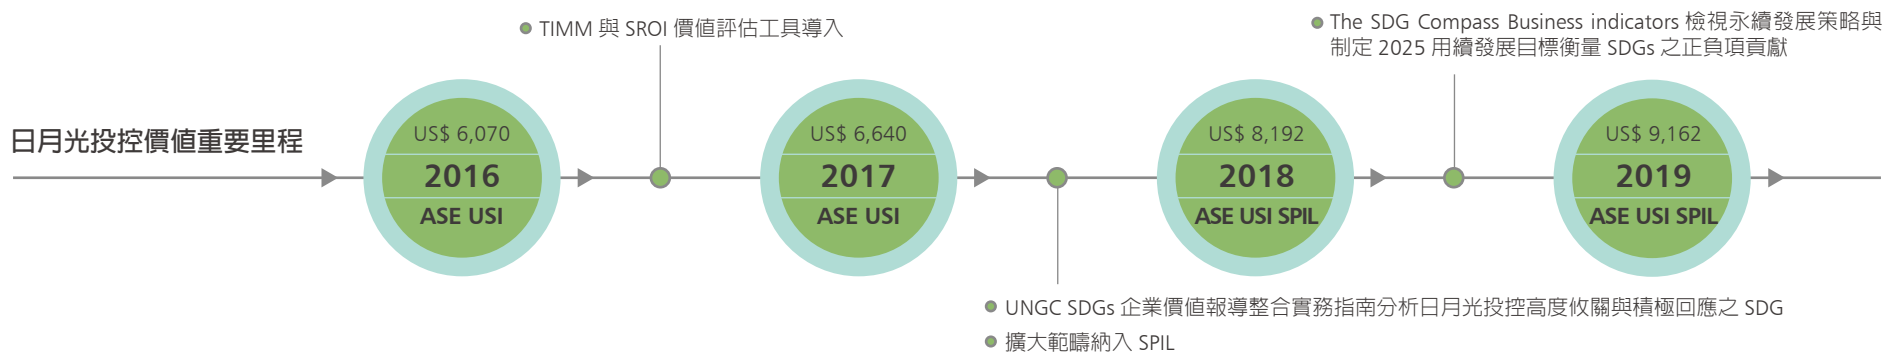 TIMM 與 SROI 價值評估工具導入
The SDG Compass Business indicators 檢視永續發展策略與
制定 2025 用續發展目標衡量 SDGs 之正負項貢獻
日月光投控價值重要里程
US$ 6,070
2016
ASE USI
US$ 6,640
2017
ASE USI
US$ 8,192
2018
ASE USI SPIL
US$ 9,162
2019
ASE USI SPIL
UNGC SDGs 企業價值報導整合實務指南分析日月光投控高度攸關與積極回應之 SDG
擴大範疇納入 SPIL